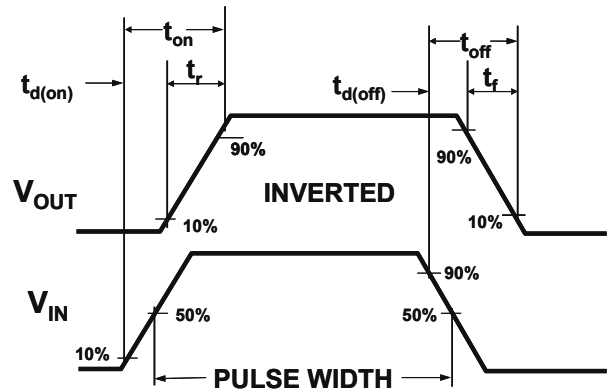 t_on
t_off
t_d(on)
t_r
t_d(off)
t_f
90%
90%
V_OUT
INVERTED
10%
10%
90%
V_IN
50%
50%
10%
PULSE WIDTH